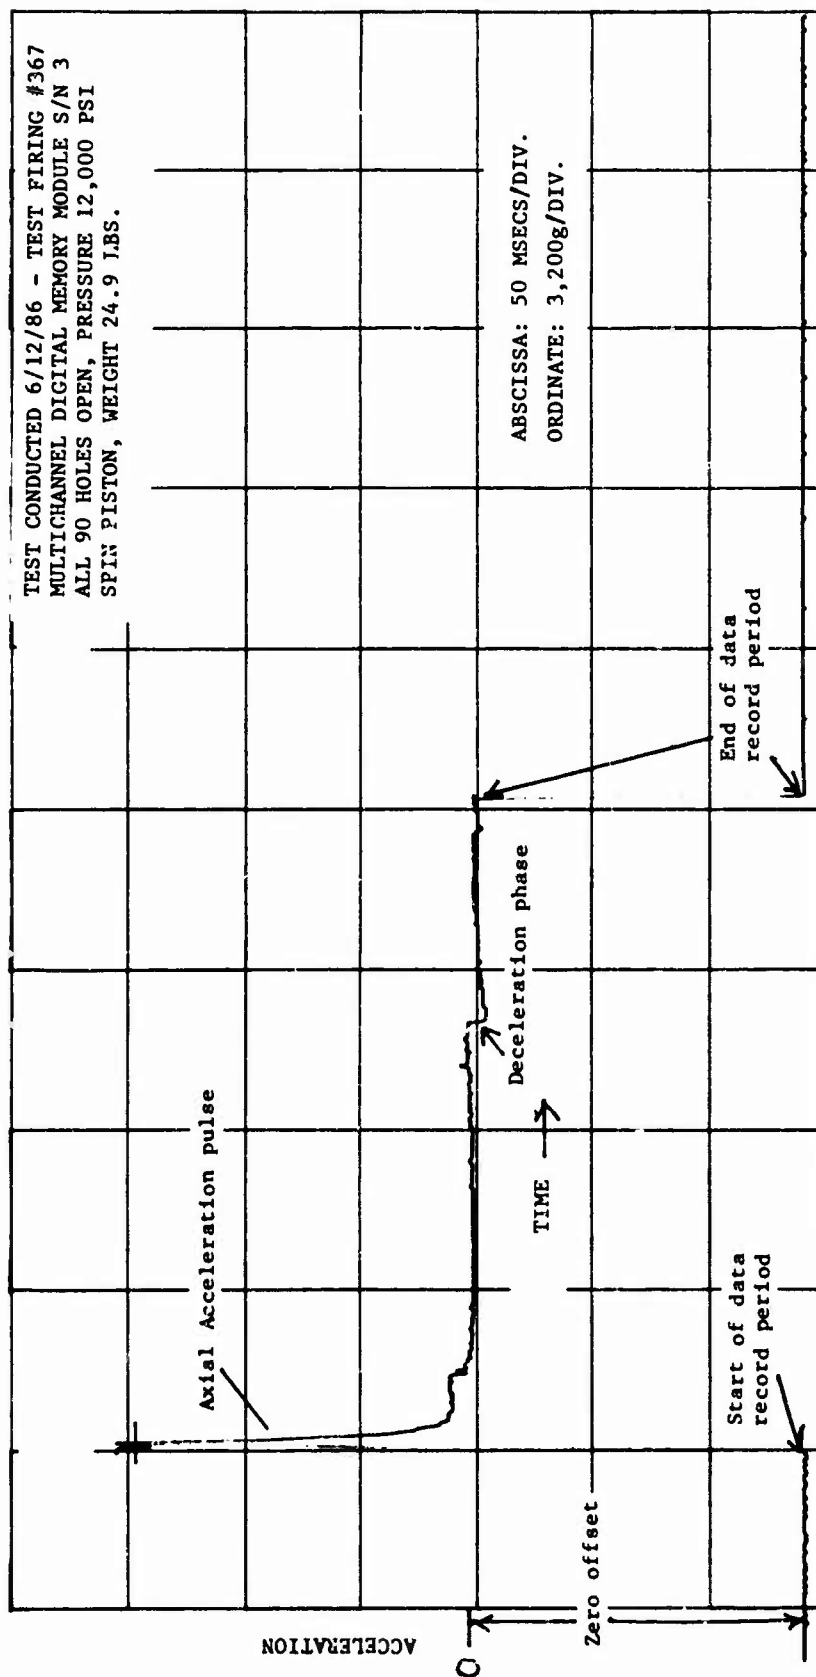 TEST CONDUCTED 6/12/86 - TEST FIRING #367
MULTICHANNEL DIGITAL MEMORY MODULE S/N 3
ALL 90 HOLES OPEN, PRESSURE 12,000 PSI
SPIN PISTON, WEIGHT 24.9 LBS.
Axial Acceleration pulse
ABSCISSA: 50 MSECS/DIV.
ORDINATE: 3,200g/DIV.
ACCELERATION
0
Deceleration phase
TIME
Zero offset
Start of data
record period
End of data
record period